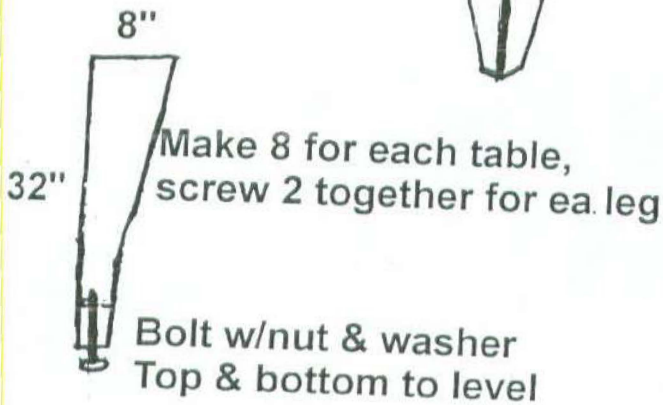 8"
32"
Make 8 for each table,
screw 2 together for ea. leg
Bolt w/nut & washer
Top & bottom to level